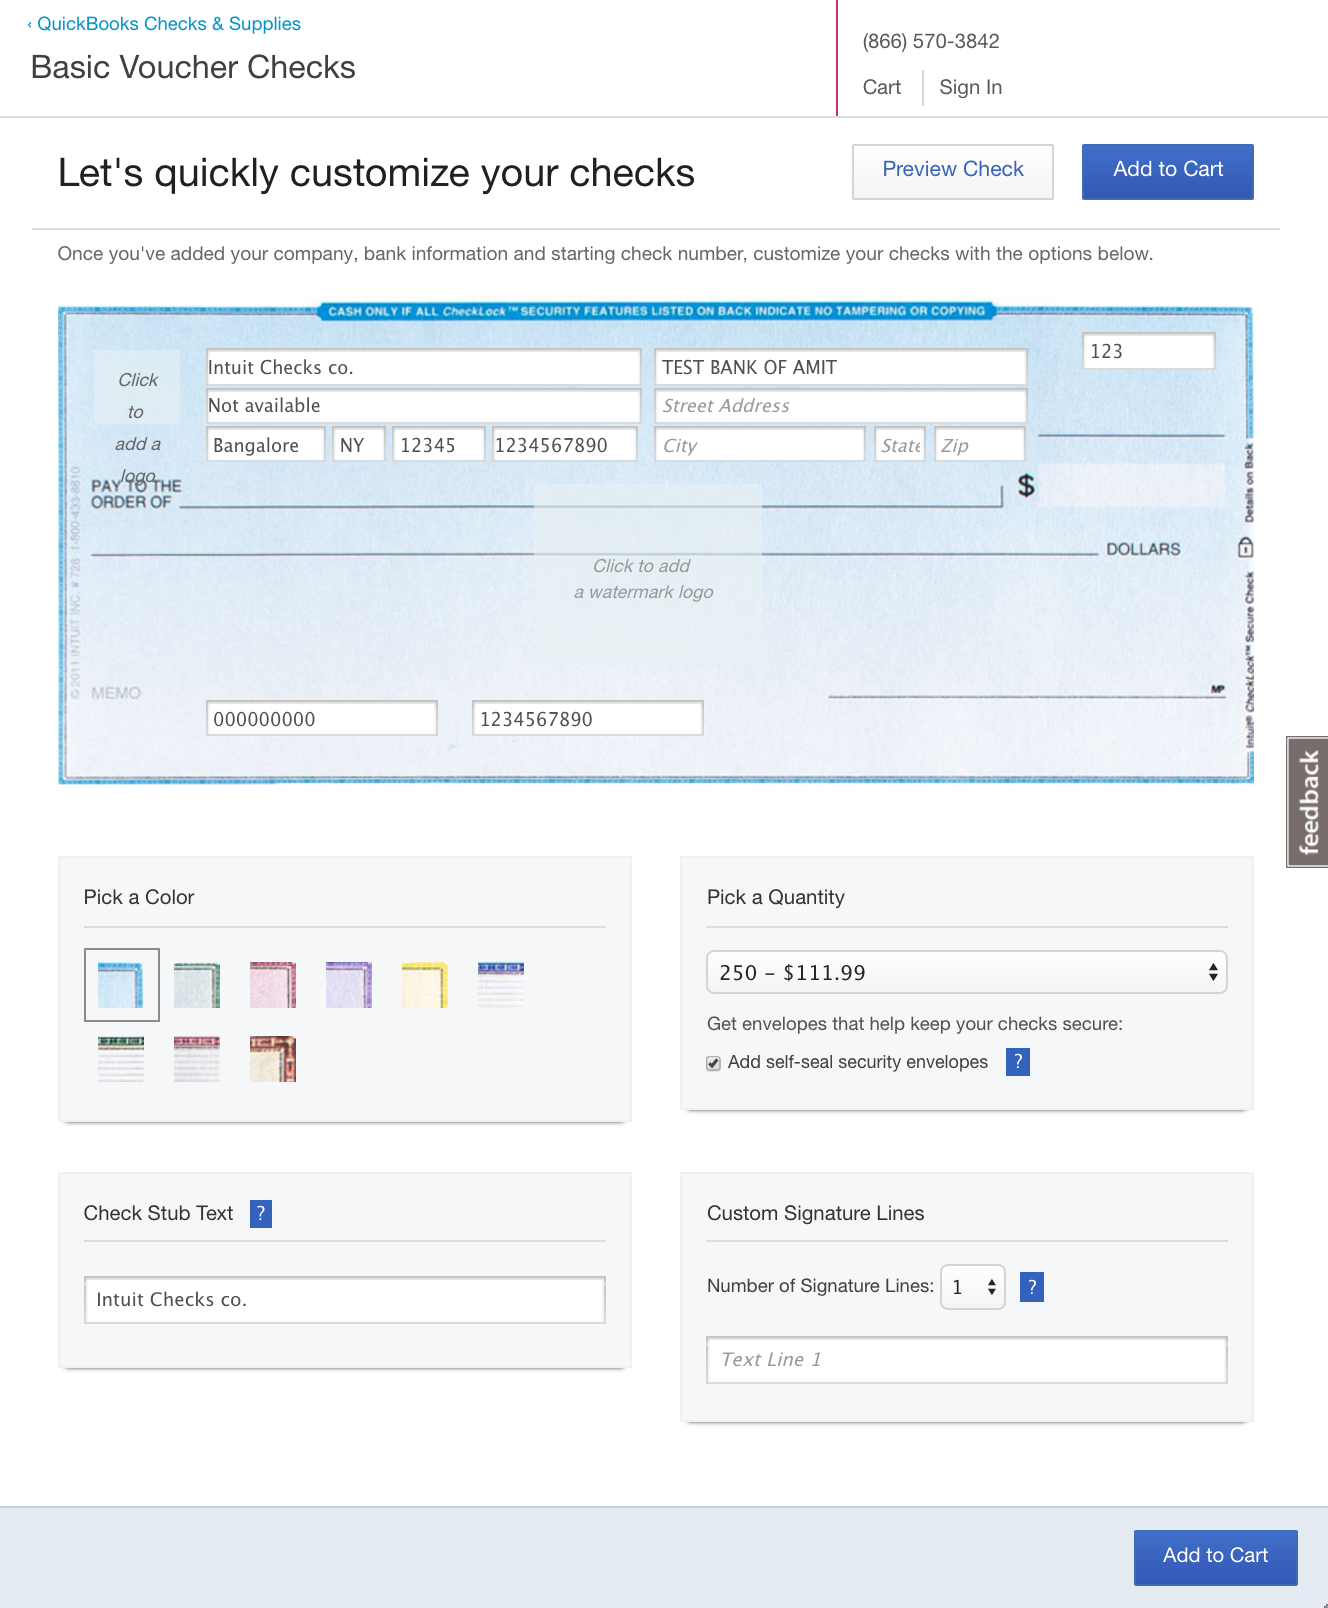 ‹ QuickBooks Checks & Supplies
Basic Voucher Checks
(866) 570-3842
Cart
Sign In
Let's quickly customize your checks
Preview Check
Add to Cart
Once you've added your company, bank information and starting check number, customize your checks with the options below.
CASH ONLY IF ALL CheckLock™ SECURITY FEATURES LISTED ON BACK INDICATE NO TAMPERING OR COPYING
Click
to
add a
logo
Intuit Checks co.
Not available
Bangalore
NY
12345
1234567890
TEST BANK OF AMIT
Street Address
City
State
Zip
123
PAY TO THE
ORDER OF
$
DOLLARS
Click to add
a watermark logo
MEMO
MP
000000000
1234567890
© 2011 INTUIT INC. # 728 1-800-433-8810
Intuit® CheckLock™ Secure Check
Details on Back
feedback
Pick a Color
Pick a Quantity
250 – $111.99
Get envelopes that help keep your checks secure:
Add self-seal security envelopes
?
Check Stub Text
?
Intuit Checks co.
Custom Signature Lines
Number of Signature Lines:
1
?
Text Line 1
Add to Cart